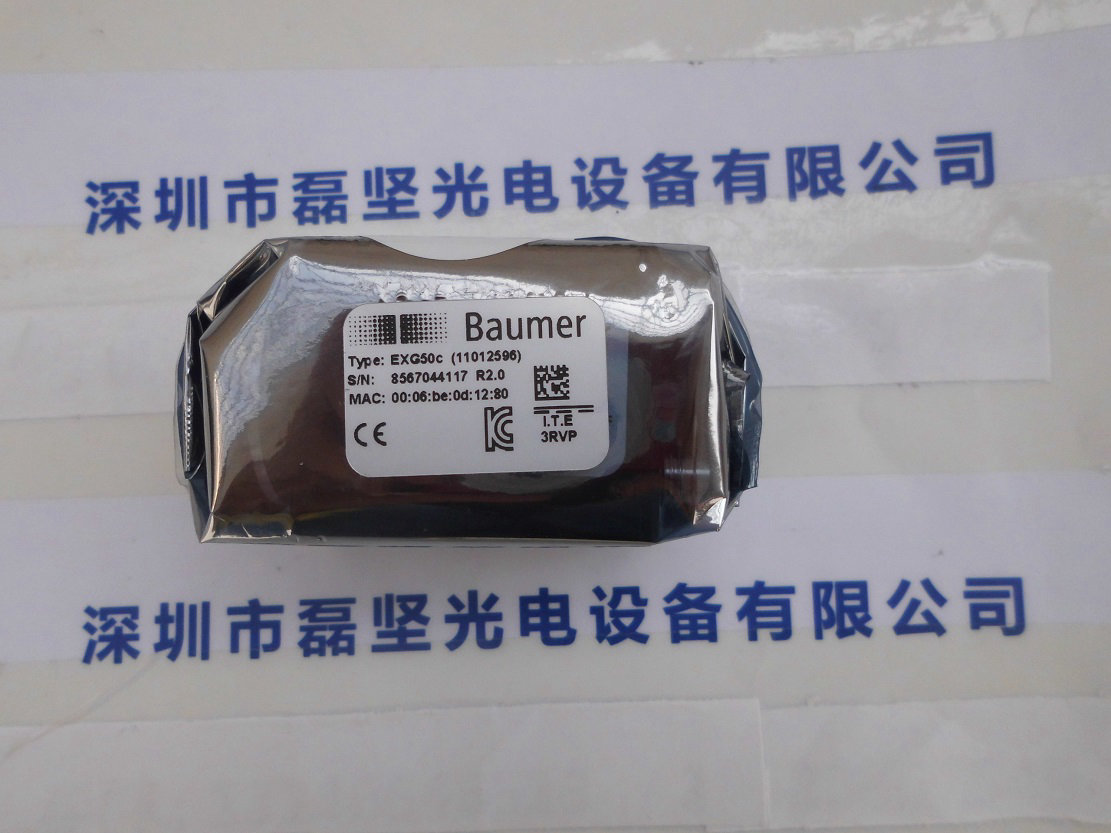 深圳市磊坚光电设备有限公司
Baumer
Type: EXG50c (11012596)
S/N: 8567044117 R2.0
MAC: 00:06:be:0d:12:80
CE
KC
I.T.E
3RVP
深圳市磊坚光电设备有限公司